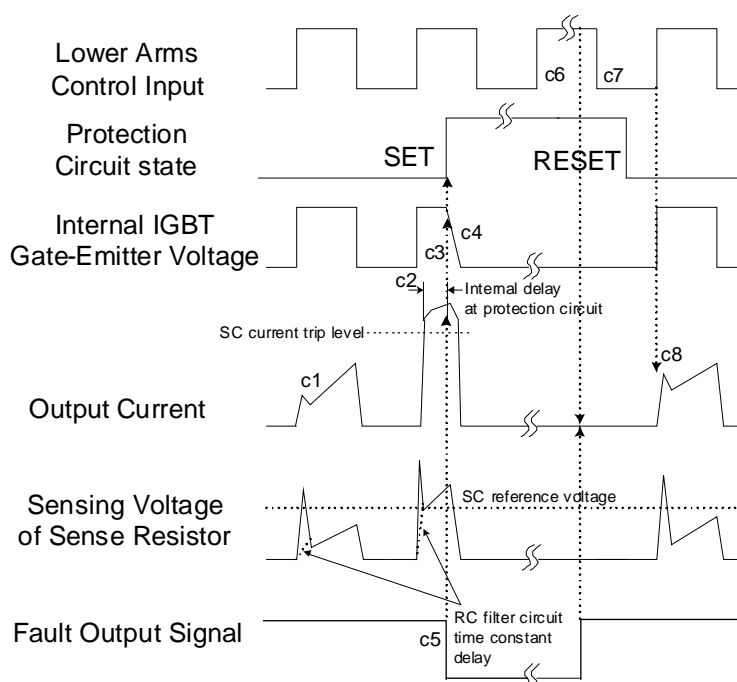 Lower Arms
Control Input
c6
c7
Protection
Circuit state
SET
RESET
Internal IGBT
Gate-Emitter Voltage
c3
c4
c2
Internal delay
at protection circuit
SC current trip level
c1
c8
Output Current
Sensing Voltage
of Sense Resistor
SC reference voltage
Fault Output Signal
c5
RC filter circuit
time constant
delay